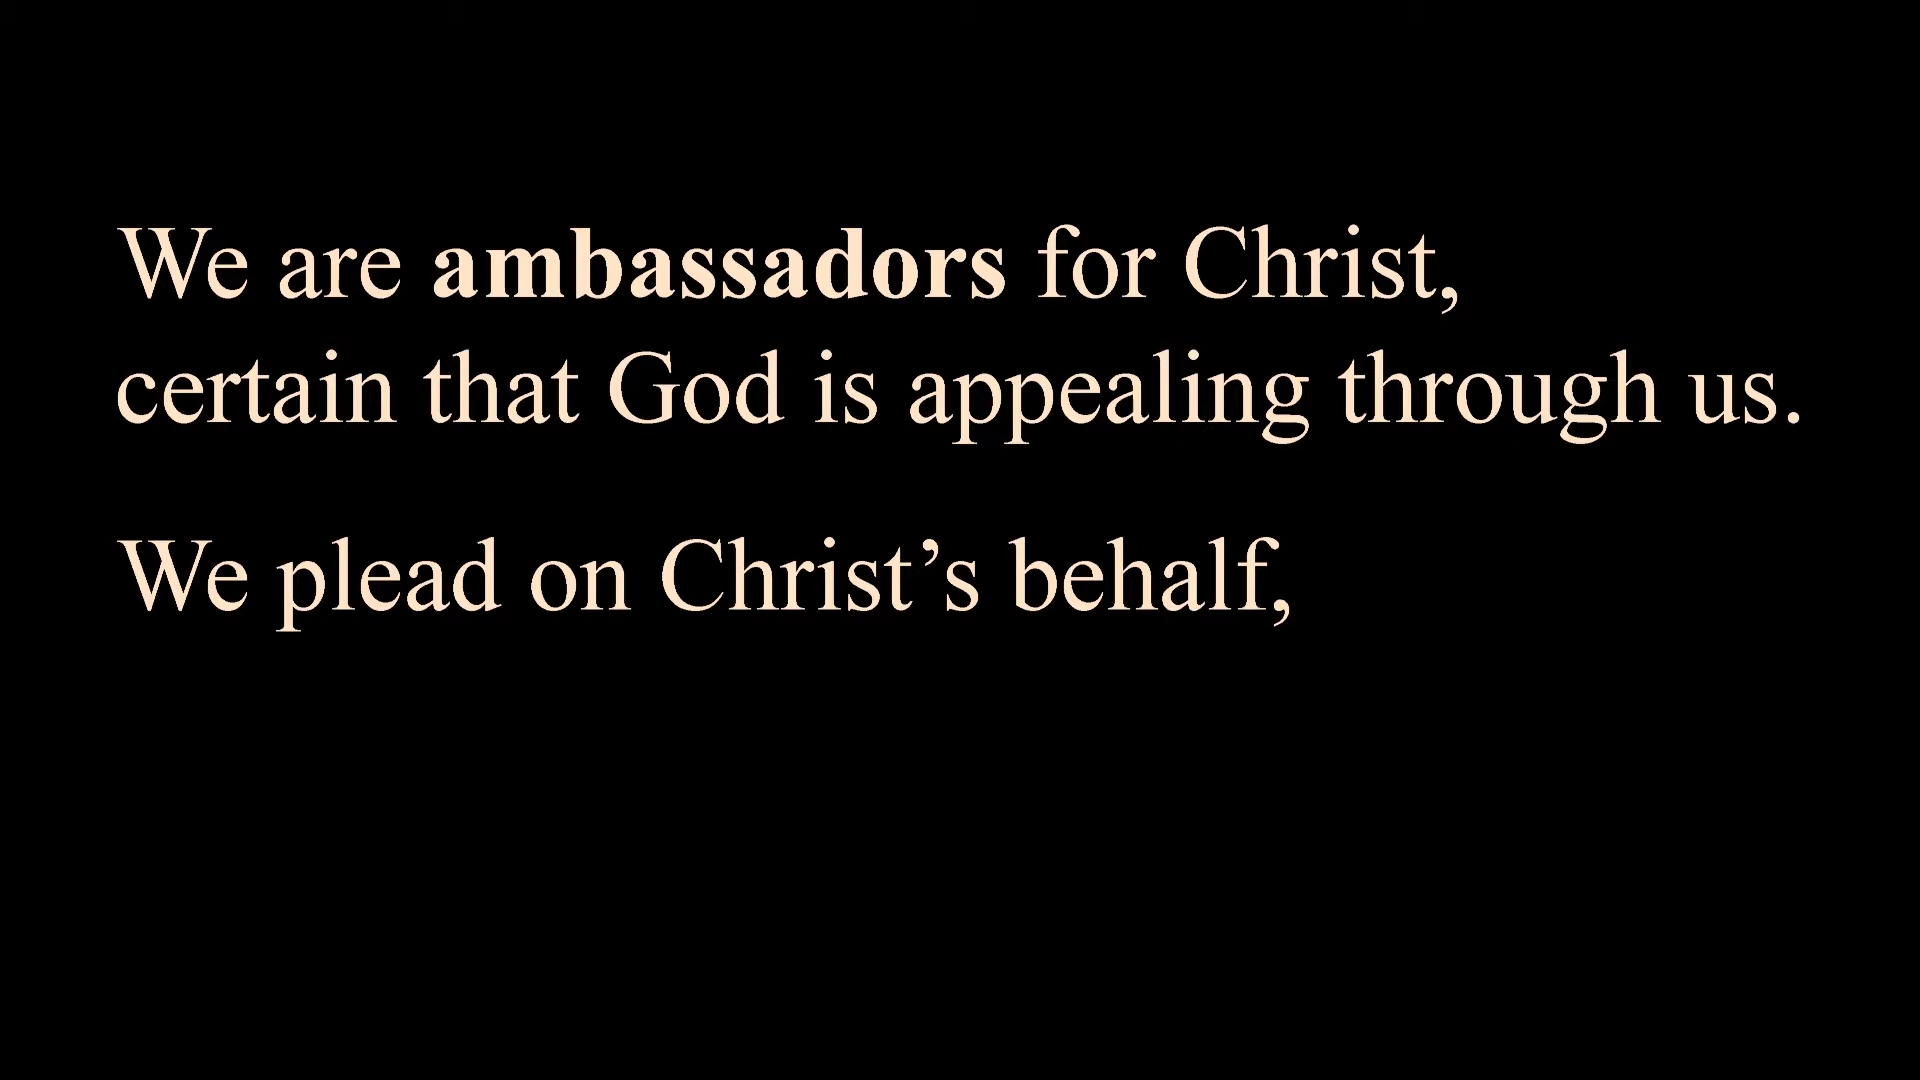 We are ambassadors for Christ,
certain that God is appealing through us.
We plead on Christ’s behalf,